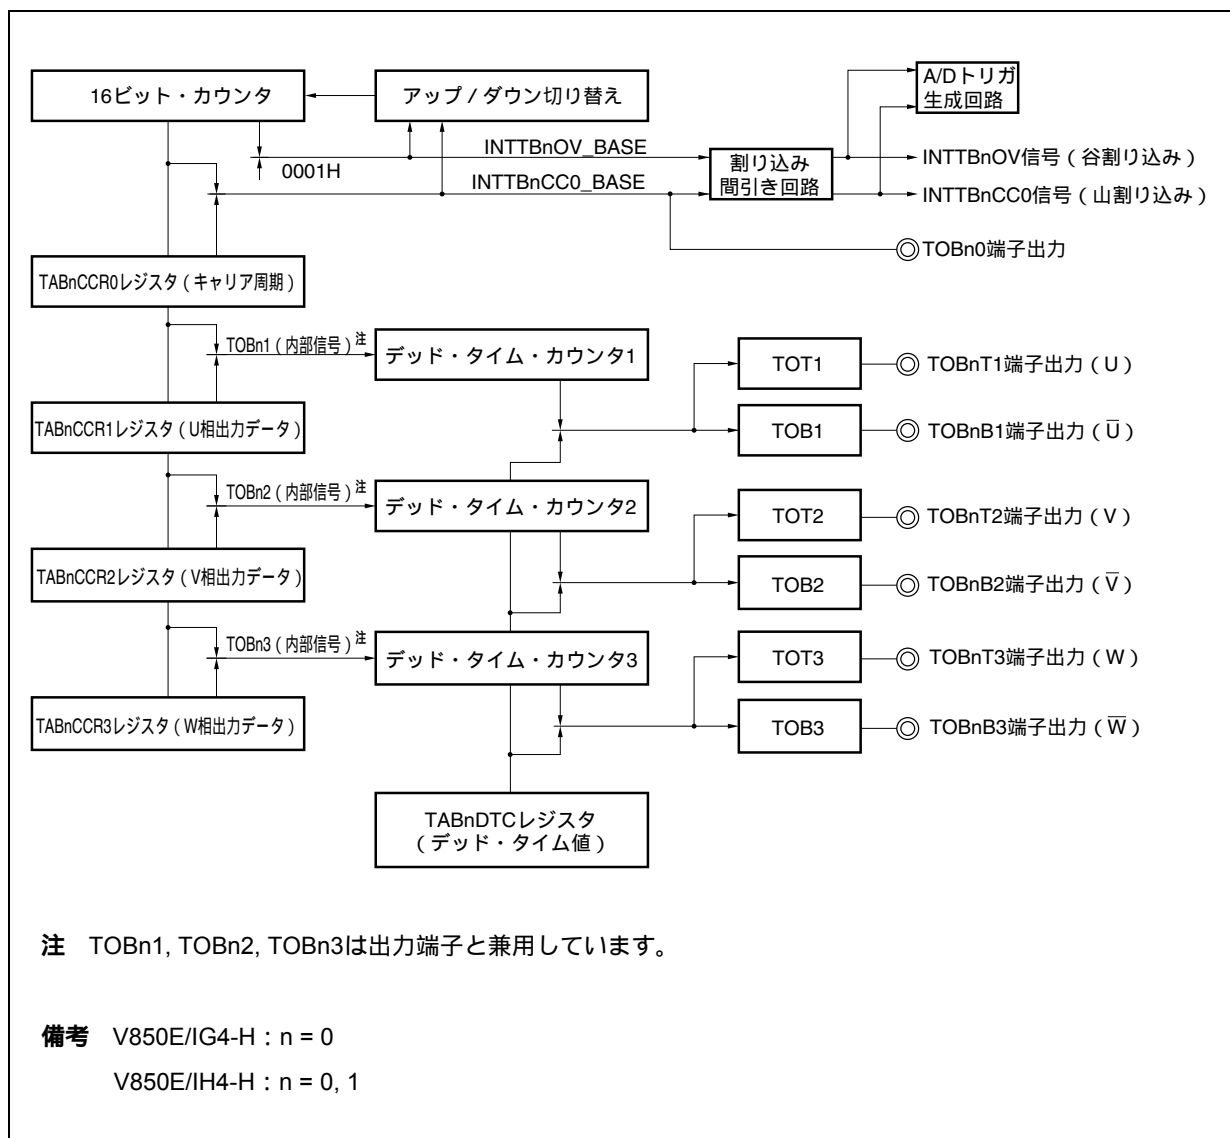 16ビット・カウンタ
アップ/ダウン切り替え
A/Dトリガ
生成回路
0001H
INTTBnOV_BASE
INTTBnCC0_BASE
割り込み
間引き回路
INTTBnOV信号(谷割り込み)
INTTBnCC0信号(山割り込み)
TOBn0端子出力
TABnCCR0レジスタ(キャリア周期)
TOBn1(内部信号)注
デッド・タイム・カウンタ1
TOT1
TOBnT1端子出力(U)
TABnCCR1レジスタ(U相出力データ)
TOB1
TOBnB1端子出力(U̅)
TOBn2(内部信号)注
デッド・タイム・カウンタ2
TOT2
TOBnT2端子出力(V)
TABnCCR2レジスタ(V相出力データ)
TOB2
TOBnB2端子出力(V̅)
TOBn3(内部信号)注
デッド・タイム・カウンタ3
TOT3
TOBnT3端子出力(W)
TABnCCR3レジスタ(W相出力データ)
TOB3
TOBnB3端子出力(W̅)
TABnDTCレジスタ
(デッド・タイム値)
注 TOBn1, TOBn2, TOBn3は出力端子と兼用しています。
備考 V850E/IG4-H:n = 0
V850E/IH4-H:n = 0, 1